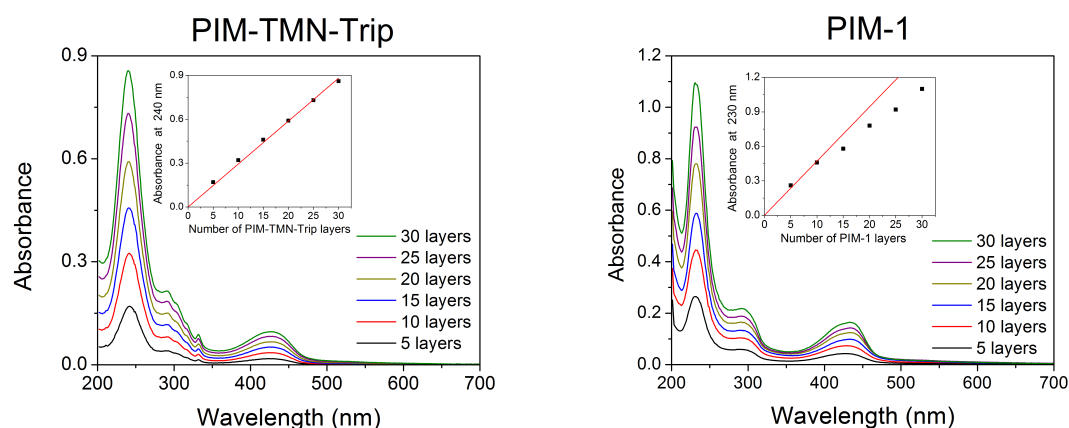 PIM-TMN-Trip
0.9
0.6
0.3
0.0
Absorbance
200 300 400 500 600 700
Wavelength (nm)
0.9
0.6
0.3
0.0
Absorbance at 240 nm
0 5 10 15 20 25 30
Number of PIM-TMN-Trip layers
30 layers
25 layers
20 layers
15 layers
10 layers
5 layers
PIM-1
1.2
1.0
0.8
0.6
0.4
0.2
0.0
Absorbance
200 300 400 500 600 700
Wavelength (nm)
1.2
0.9
0.6
0.3
0.0
Absorbance at 230 nm
0 5 10 15 20 25 30
Number of PIM-1 layers
30 layers
25 layers
20 layers
15 layers
10 layers
5 layers